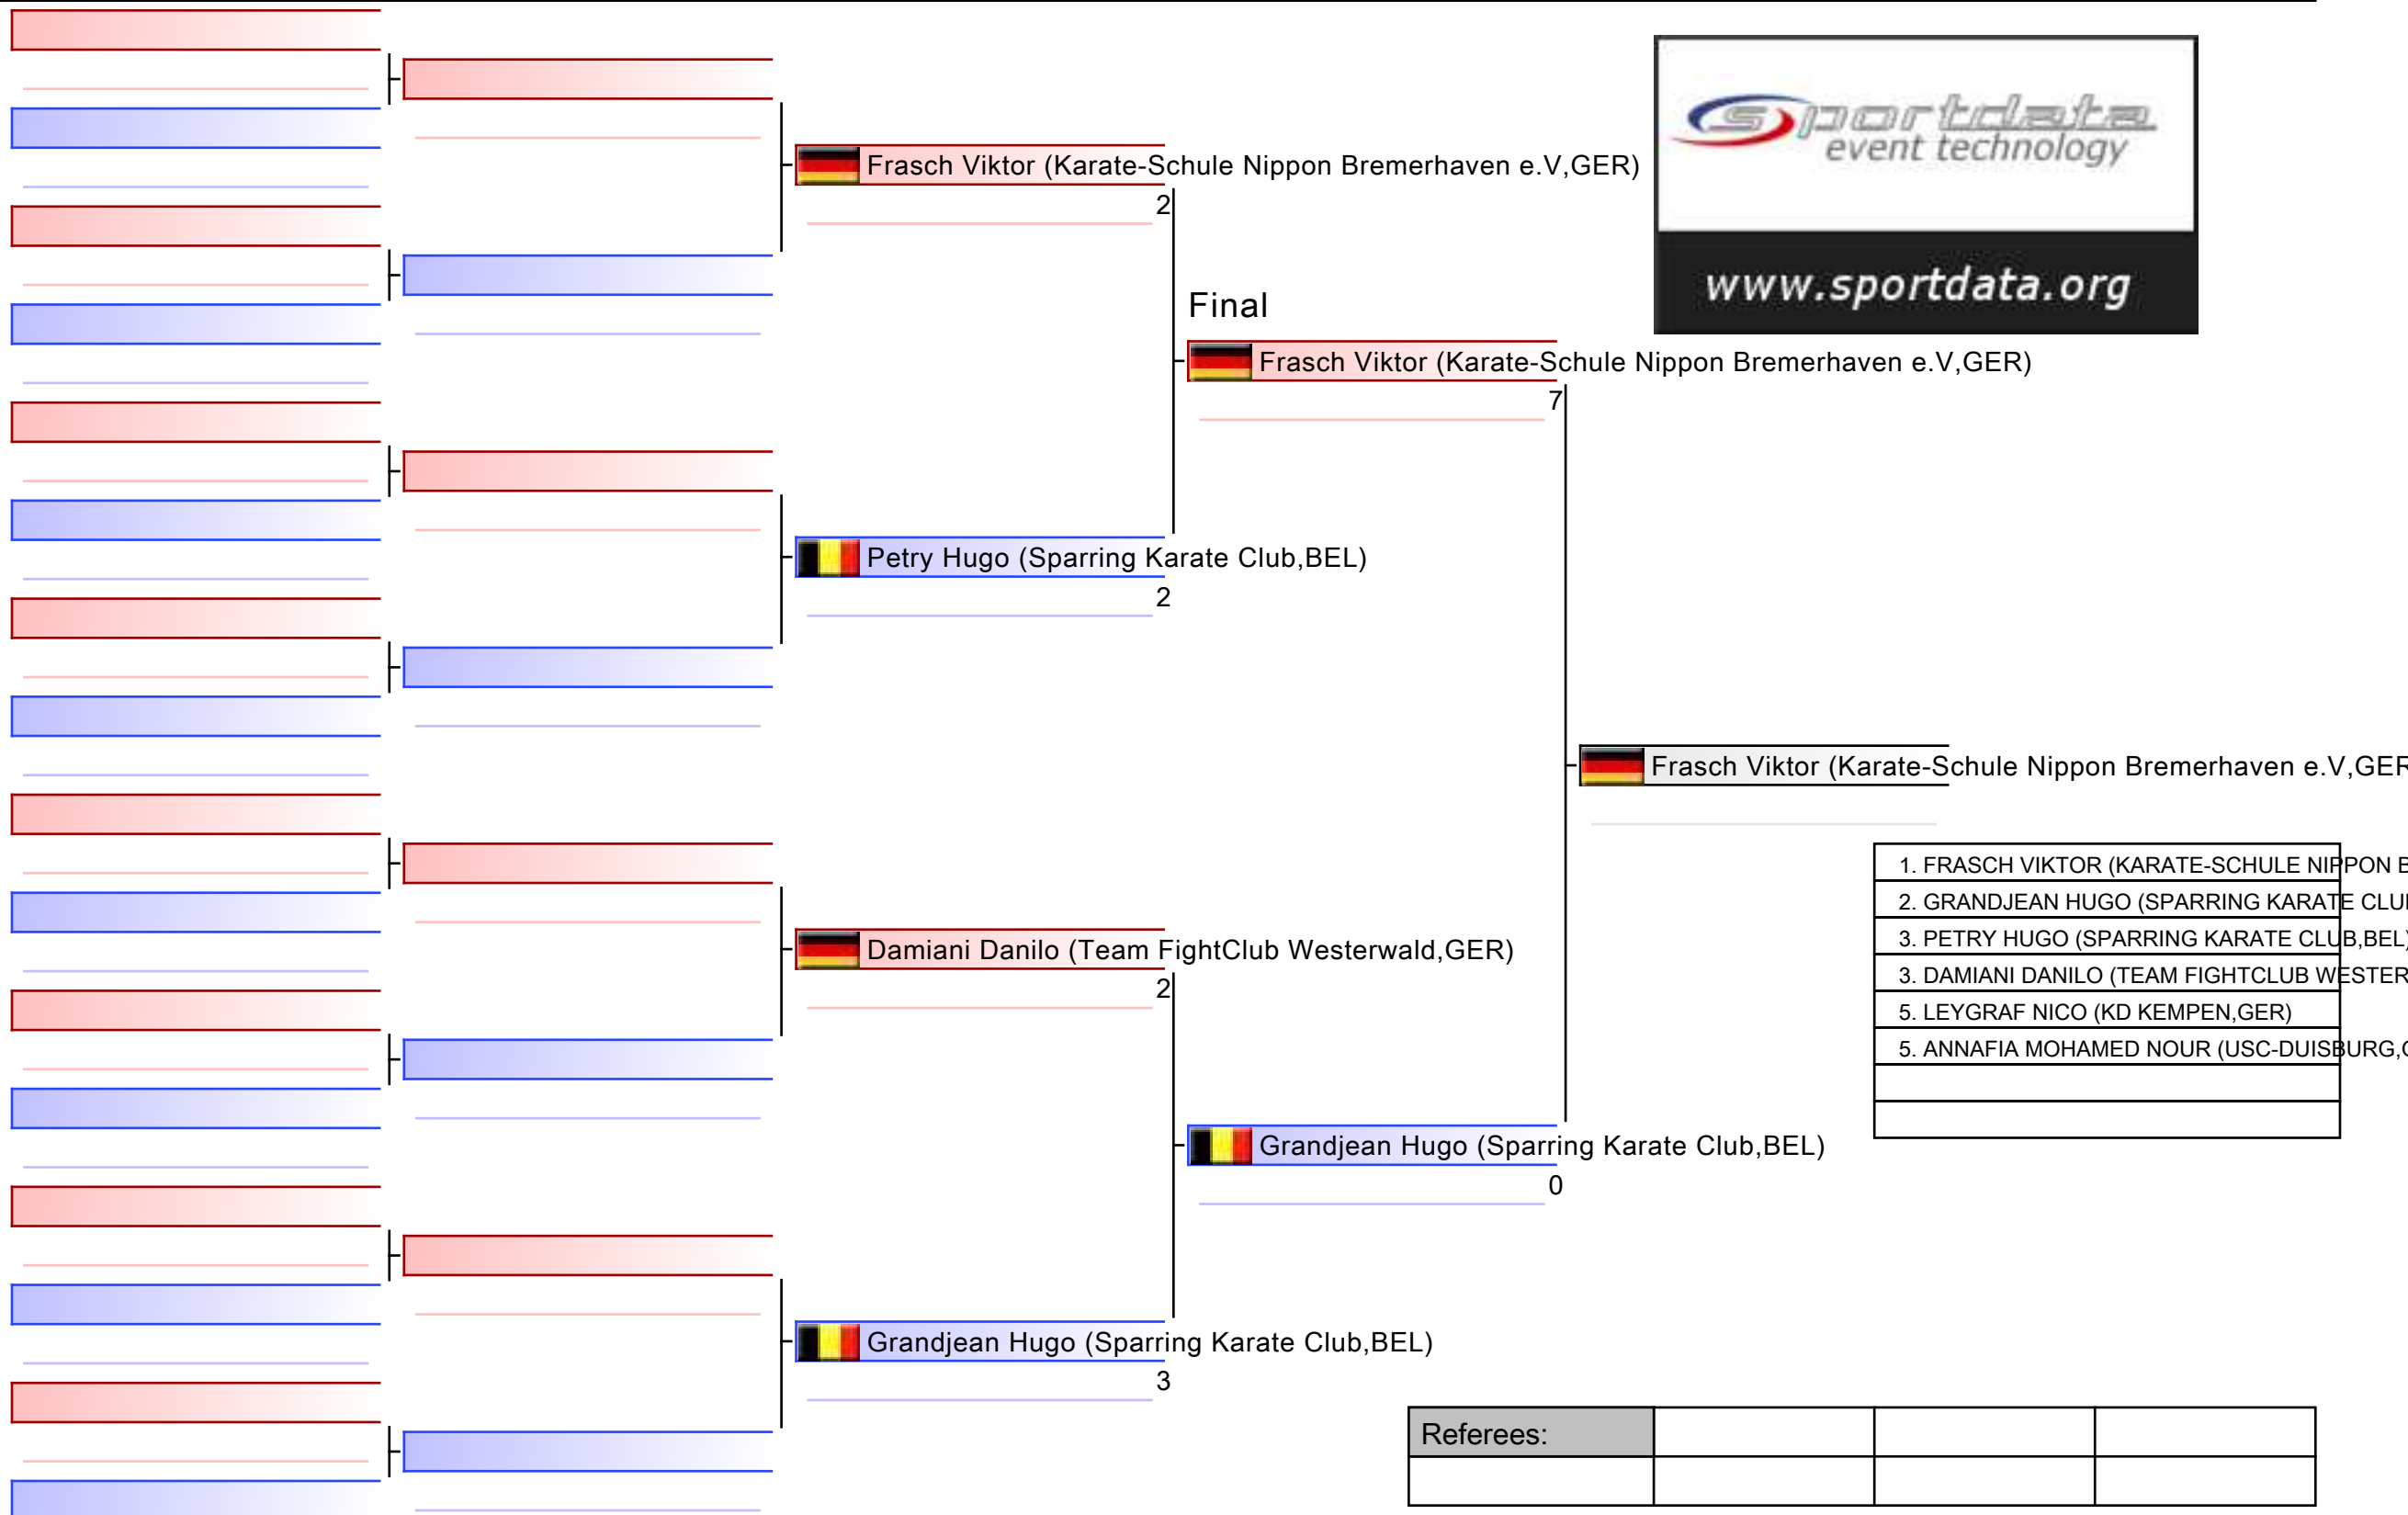 sportdata
event technology
www.sportdata.org
Frasch Viktor (Karate-Schule Nippon Bremerhaven e.V,GER)
2
Final
Frasch Viktor (Karate-Schule Nippon Bremerhaven e.V,GER)
7
Petry Hugo (Sparring Karate Club,BEL)
2
Frasch Viktor (Karate-Schule Nippon Bremerhaven e.V,GER
1. FRASCH VIKTOR (KARATE-SCHULE NIPPON B
2. GRANDJEAN HUGO (SPARRING KARATE CLUB
3. PETRY HUGO (SPARRING KARATE CLUB,BEL)
3. DAMIANI DANILO (TEAM FIGHTCLUB WESTER
5. LEYGRAF NICO (KD KEMPEN,GER)
5. ANNAFIA MOHAMED NOUR (USC-DUISBURG,G
Damiani Danilo (Team FightClub Westerwald,GER)
2
Grandjean Hugo (Sparring Karate Club,BEL)
0
Grandjean Hugo (Sparring Karate Club,BEL)
3
Referees: